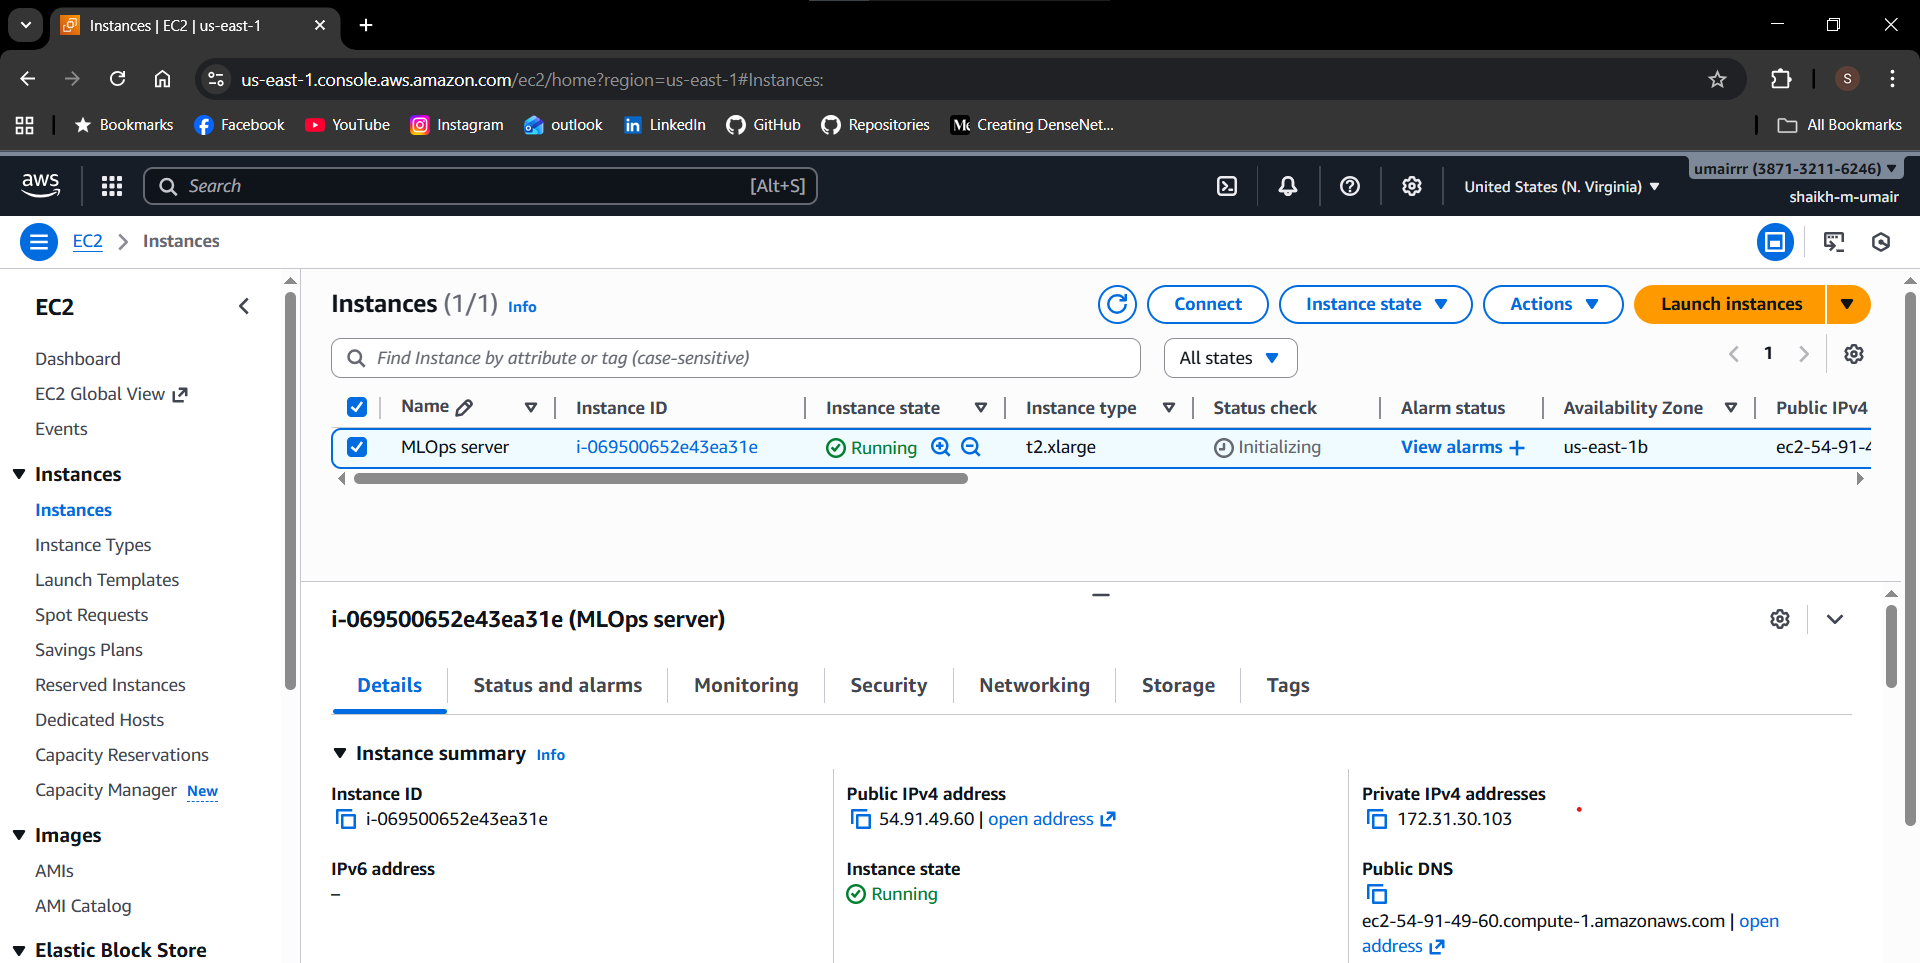 Instances | EC2 | us-east-1
us-east-1.console.aws.amazon.com/ec2/home?region=us-east-1#Instances:
S
Bookmarks
Facebook
YouTube
Instagram
outlook
LinkedIn
GitHub
Repositories
Creating DenseNet...
All Bookmarks
aws
Search
[Alt+S]
United States (N. Virginia)
umairrr (3871-3211-6246)
shaikh-m-umair
EC2
Instances
EC2
Dashboard
EC2 Global View
Events
Instances
Instances
Instance Types
Launch Templates
Spot Requests
Savings Plans
Reserved Instances
Dedicated Hosts
Capacity Reservations
Capacity Manager New
Images
AMIs
AMI Catalog
Elastic Block Store
Instances (1/1) Info
Connect
Instance state
Actions
Launch instances
Find Instance by attribute or tag (case-sensitive)
All states
1
Name Instance ID Instance state Instance type Status check Alarm status Availability Zone Public IPv4
MLOps server i-069500652e43ea31e Running t2.xlarge Initializing View alarms + us-east-1b ec2-54-91-4
i-069500652e43ea31e (MLOps server)
Details
Status and alarms
Monitoring
Security
Networking
Storage
Tags
Instance summary Info
Instance ID
i-069500652e43ea31e
Public IPv4 address
54.91.49.60 | open address
Private IPv4 addresses
172.31.30.103
IPv6 address
–
Instance state
Running
Public DNS
ec2-54-91-49-60.compute-1.amazonaws.com | open
address